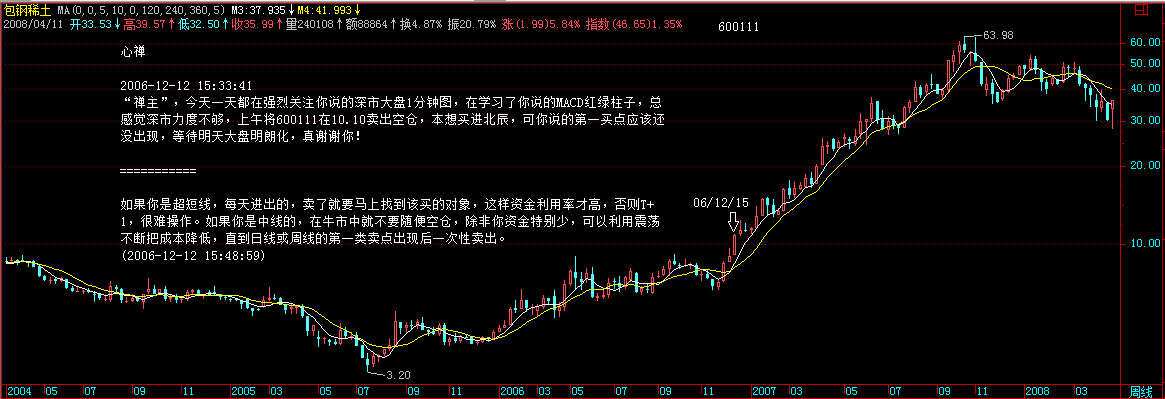 包钢稀土 MA(0,0,5,10,0,120,240,360,5) M3:37.935↓M4:41.993↓
2008/04/11 开33.53↓高39.57↑低32.50↑收35.99↑量240108↑额88864↑换4.87% 振20.79% 涨(1.99)5.84% 指数(46.65)1.35%
600111
心禅
2006-12-12 15:33:41
“禅主”，今天一天都在强烈关注你说的深市大盘1分钟图，在学习了你说的MACD红绿柱子，总
感觉深市力度不够，上午将600111在10.10卖出空仓，本想买进北辰，可你说的第一买点应该还
没出现，等待明天大盘明朗化，真谢谢你！
===========
如果你是超短线，每天进出的，卖了就要马上找到该买的对象，这样资金利用率才高，否则T+
1，很难操作。如果你是中线的，在牛市中就不要随便空仓，除非你资金特别少，可以利用震荡
不断把成本降低，直到日线或周线的第一类卖点出现后一次性卖出。
(2006-12-12 15:48:59)
06/12/15
63.98
3.20
60.00
50.00
40.00
30.00
20.00
10.00
2004 05 07 09 11 2005 03 05 07 09 11 2006 03 05 07 09 11 2007 03 05 07 09 11 2008 03 周线